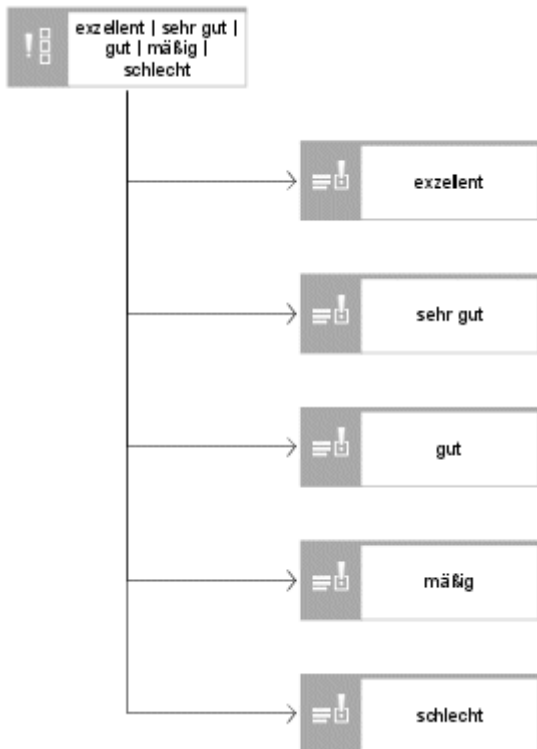 exzellent | sehr gut |
gut | mäßig |
schlecht
exzellent
sehr gut
gut
mäßig
schlecht